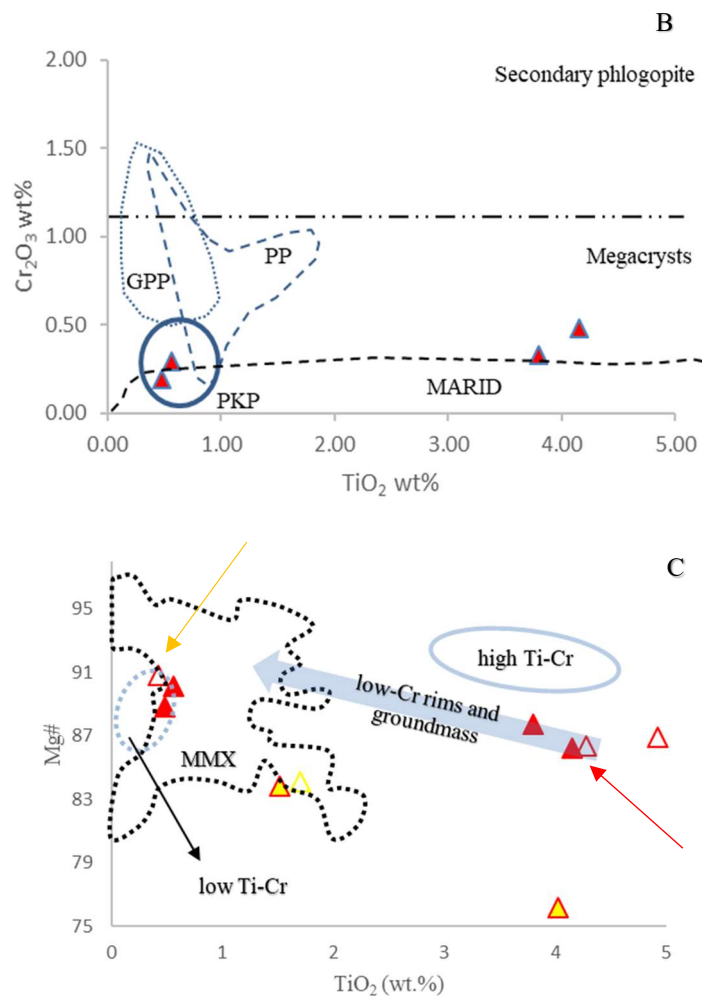 B
2.00
Secondary phlogopite
1.50
Cr₂O₃ wt%
1.00
PP
GPP
Megacrysts
0.50
MARID
PKP
0.00
0.00 1.00 2.00 3.00 4.00 5.00
TiO₂ wt%
C
95
high Ti-Cr
91
low-Cr rims and
groundmass
Mg#
87
MMX
83
79
low Ti-Cr
75
0 1 2 3 4 5
TiO₂ (wt.%)